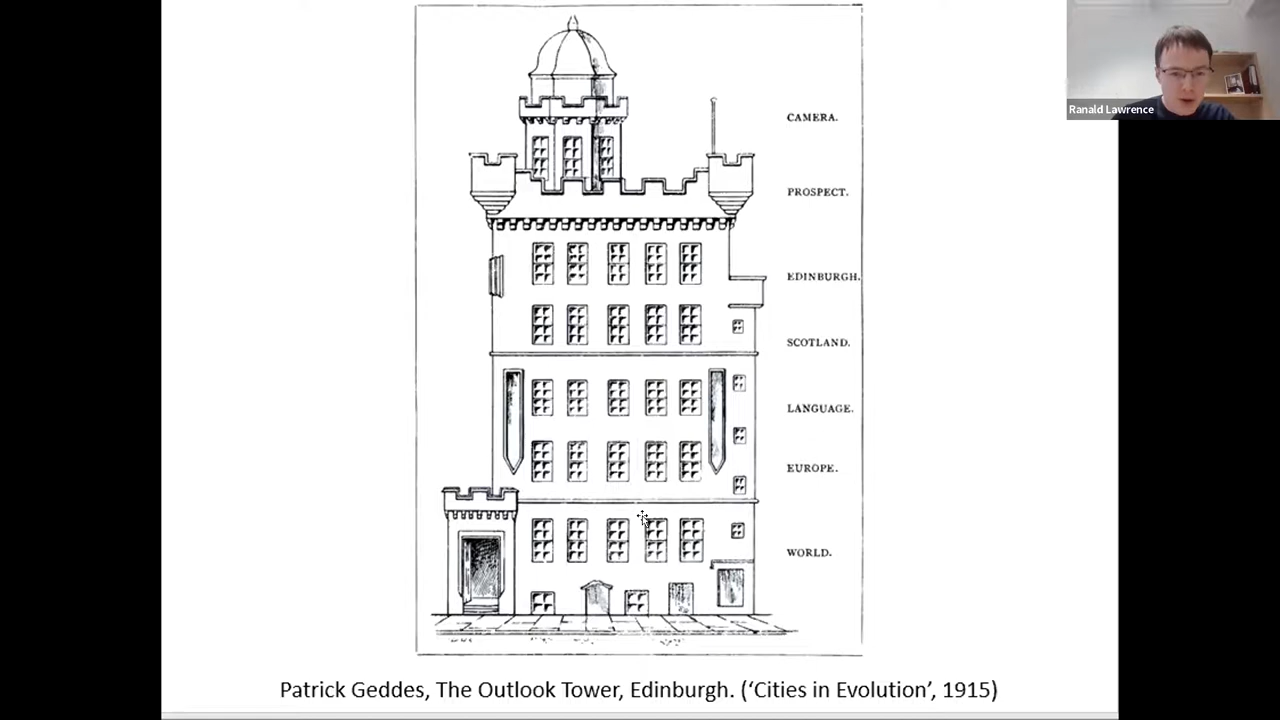 Ranald Lawrence
CAMERA.
PROSPECT.
EDINBURGH.
SCOTLAND.
LANGUAGE.
EUROPE.
WORLD.
Patrick Geddes, The Outlook Tower, Edinburgh. (‘Cities in Evolution’, 1915)